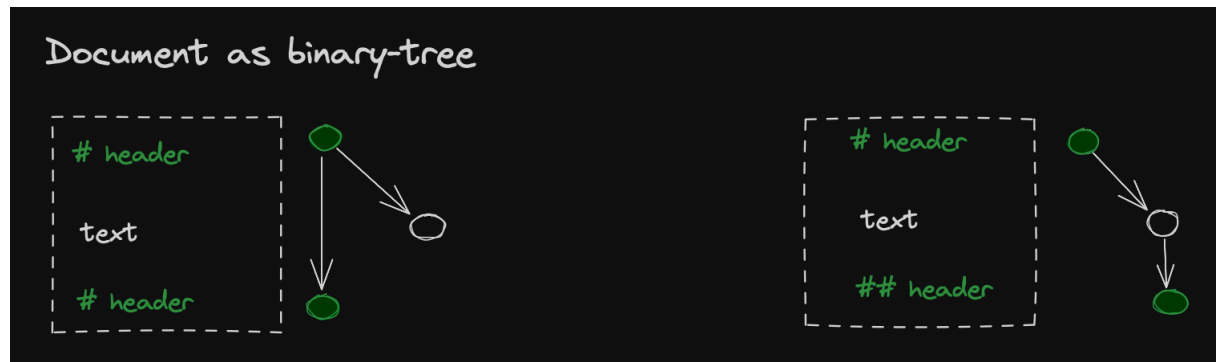 Document as binary-tree
# header
text
# header
# header
text
## header